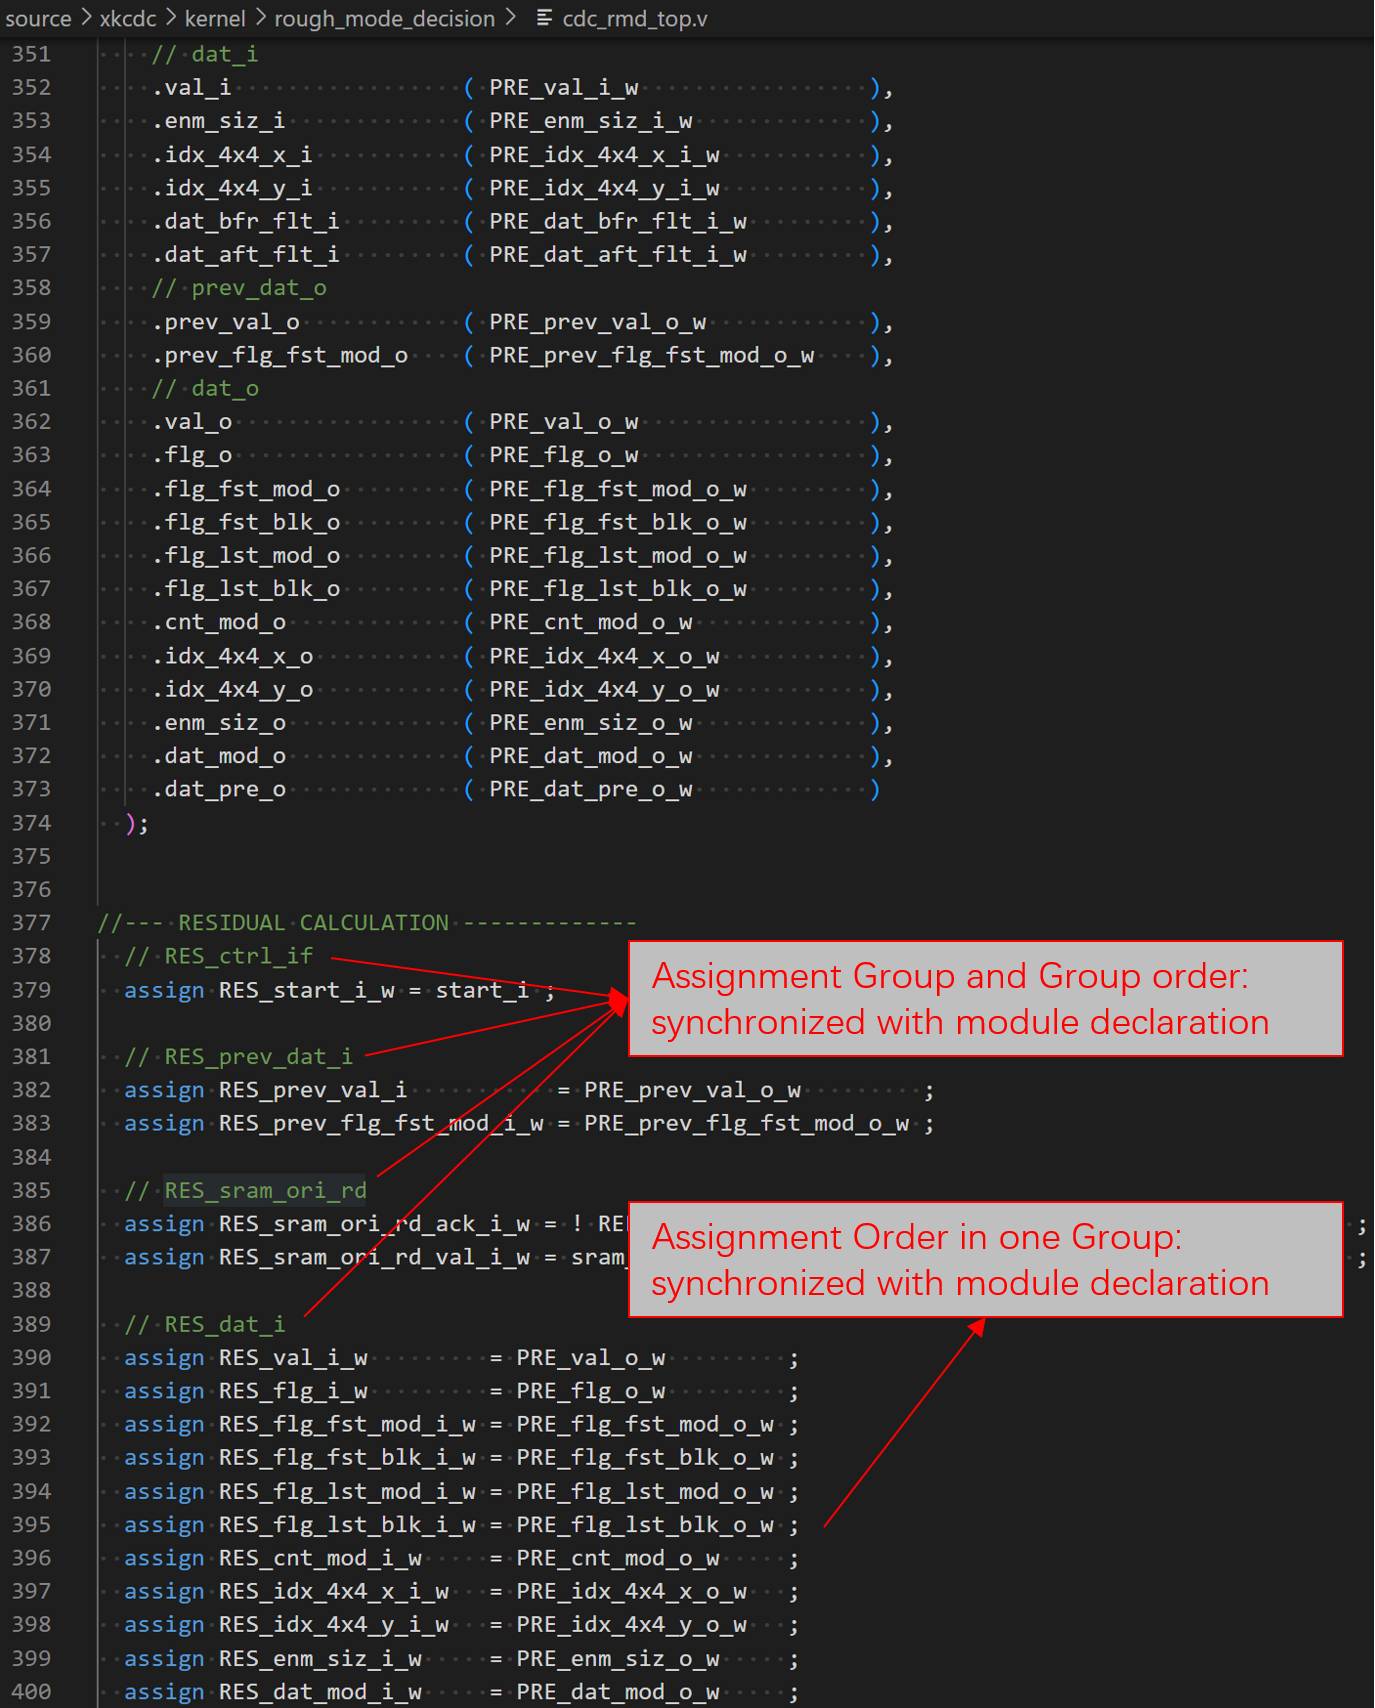 source > xkcdc > kernel > rough_mode_decision > cdc_rmd_top.v
351 // dat_i
352 .val_i ( PRE_val_i_w ),
353 .enm_siz_i ( PRE_enm_siz_i_w ),
354 .idx_4x4_x_i ( PRE_idx_4x4_x_i_w ),
355 .idx_4x4_y_i ( PRE_idx_4x4_y_i_w ),
356 .dat_bfr_flt_i ( PRE_dat_bfr_flt_i_w ),
357 .dat_aft_flt_i ( PRE_dat_aft_flt_i_w ),
358 // prev_dat_o
359 .prev_val_o ( PRE_prev_val_o_w ),
360 .prev_flg_fst_mod_o ( PRE_prev_flg_fst_mod_o_w ),
361 // dat_o
362 .val_o ( PRE_val_o_w ),
363 .flg_o ( PRE_flg_o_w ),
364 .flg_fst_mod_o ( PRE_flg_fst_mod_o_w ),
365 .flg_fst_blk_o ( PRE_flg_fst_blk_o_w ),
366 .flg_lst_mod_o ( PRE_flg_lst_mod_o_w ),
367 .flg_lst_blk_o ( PRE_flg_lst_blk_o_w ),
368 .cnt_mod_o ( PRE_cnt_mod_o_w ),
369 .idx_4x4_x_o ( PRE_idx_4x4_x_o_w ),
370 .idx_4x4_y_o ( PRE_idx_4x4_y_o_w ),
371 .enm_siz_o ( PRE_enm_siz_o_w ),
372 .dat_mod_o ( PRE_dat_mod_o_w ),
373 .dat_pre_o ( PRE_dat_pre_o_w )
374 );
375
376
377 //--- RESIDUAL CALCULATION -------------
378 // RES_ctrl_if
379 assign RES_start_i_w = start_i ;
Assignment Group and Group order:
synchronized with module declaration
380
381 // RES_prev_dat_i
382 assign RES_prev_val_i = PRE_prev_val_o_w ;
383 assign RES_prev_flg_fst_mod_i_w = PRE_prev_flg_fst_mod_o_w ;
384
385 // RES_sram_ori_rd
386 assign RES_sram_ori_rd_ack_i_w = ! ;
387 assign RES_sram_ori_rd_val_i_w = sram_ ;
Assignment Order in one Group:
synchronized with module declaration
388
389 // RES_dat_i
390 assign RES_val_i_w = PRE_val_o_w ;
391 assign RES_flg_i_w = PRE_flg_o_w ;
392 assign RES_flg_fst_mod_i_w = PRE_flg_fst_mod_o_w ;
393 assign RES_flg_fst_blk_i_w = PRE_flg_fst_blk_o_w ;
394 assign RES_flg_lst_mod_i_w = PRE_flg_lst_mod_o_w ;
395 assign RES_flg_lst_blk_i_w = PRE_flg_lst_blk_o_w ;
396 assign RES_cnt_mod_i_w = PRE_cnt_mod_o_w ;
397 assign RES_idx_4x4_x_i_w = PRE_idx_4x4_x_o_w ;
398 assign RES_idx_4x4_y_i_w = PRE_idx_4x4_y_o_w ;
399 assign RES_enm_siz_i_w = PRE_enm_siz_o_w ;
400 assign RES_dat_mod_i_w = PRE_dat_mod_o_w ;